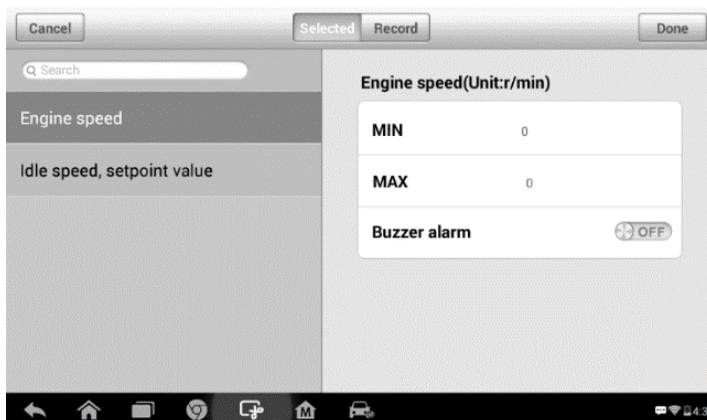 Cancel
Selected Record
Done
Search
Engine speed
Idle speed, setpoint value
Engine speed(Unit:r/min)
MIN 0
MAX 0
Buzzer alarm OFF
M